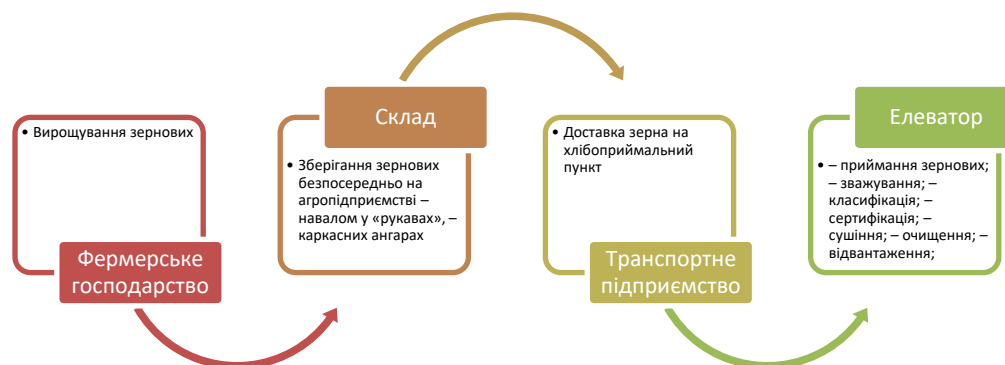 • Вирощування зернових
Фермерське
господарство
Склад
• Зберігання зернових
безпосередньо на
агропідприємстві –
навалом у «рукавах», –
каркасних ангарах
• Доставка зерна на
хлібоприймальний
пункт
Транспортне
підприємство
Елеватор
• – приймання зернових;
– зважування; –
класифікація; –
сертифікація; –
сушіння; – очищення; –
відвантаження;